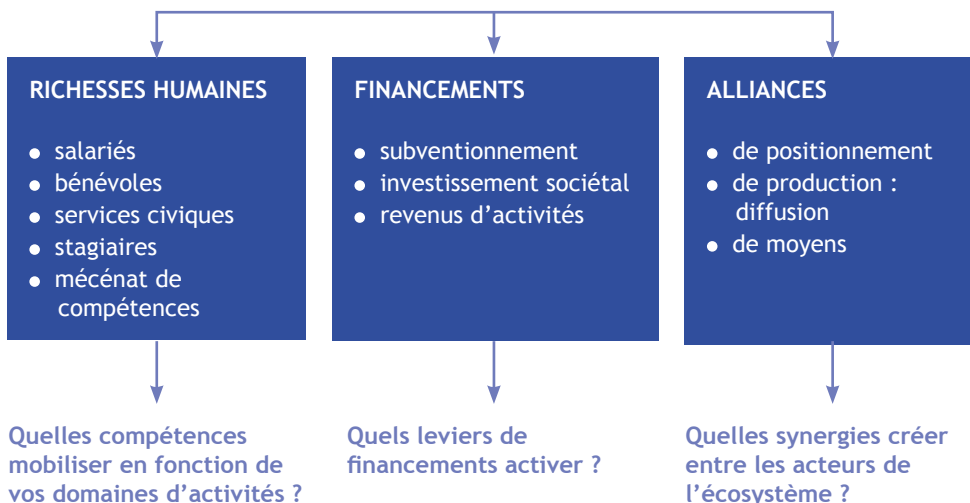 RICHESSES HUMAINES
● salariés
● bénévoles
● services civiques
● stagiaires
● mécénat de
compétences
FINANCEMENTS
● subventionnement
● investissement sociétal
● revenus d’activités
ALLIANCES
● de positionnement
● de production :
diffusion
● de moyens
Quelles compétences
mobiliser en fonction de
vos domaines d’activités ?
Quels leviers de
financements activer ?
Quelles synergies créer
entre les acteurs de
l’écosystème ?